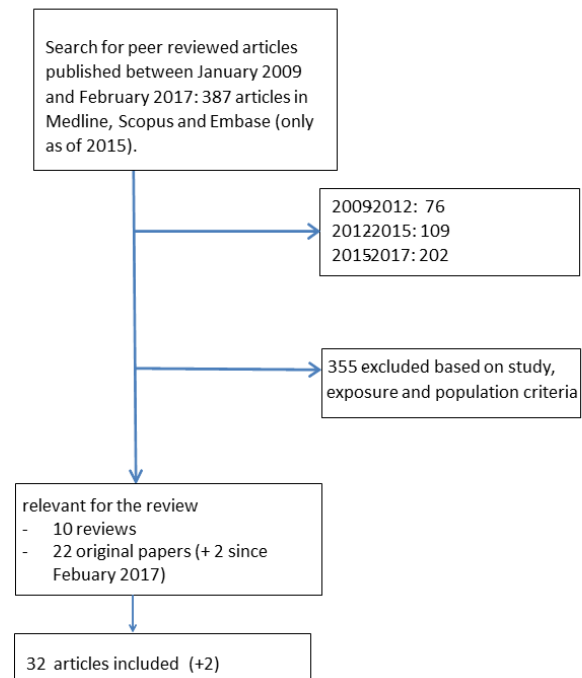 Search for peer reviewed articles
published between January 2009
and February 2017: 387 articles in
Medline, Scopus and Embase (only
as of 2015).
20092012: 76
20122015: 109
20152017: 202
355 excluded based on study,
exposure and population criteria
relevant for the review
- 10 reviews
- 22 original papers (+ 2 since
Febuary 2017)
32 articles included (+2)